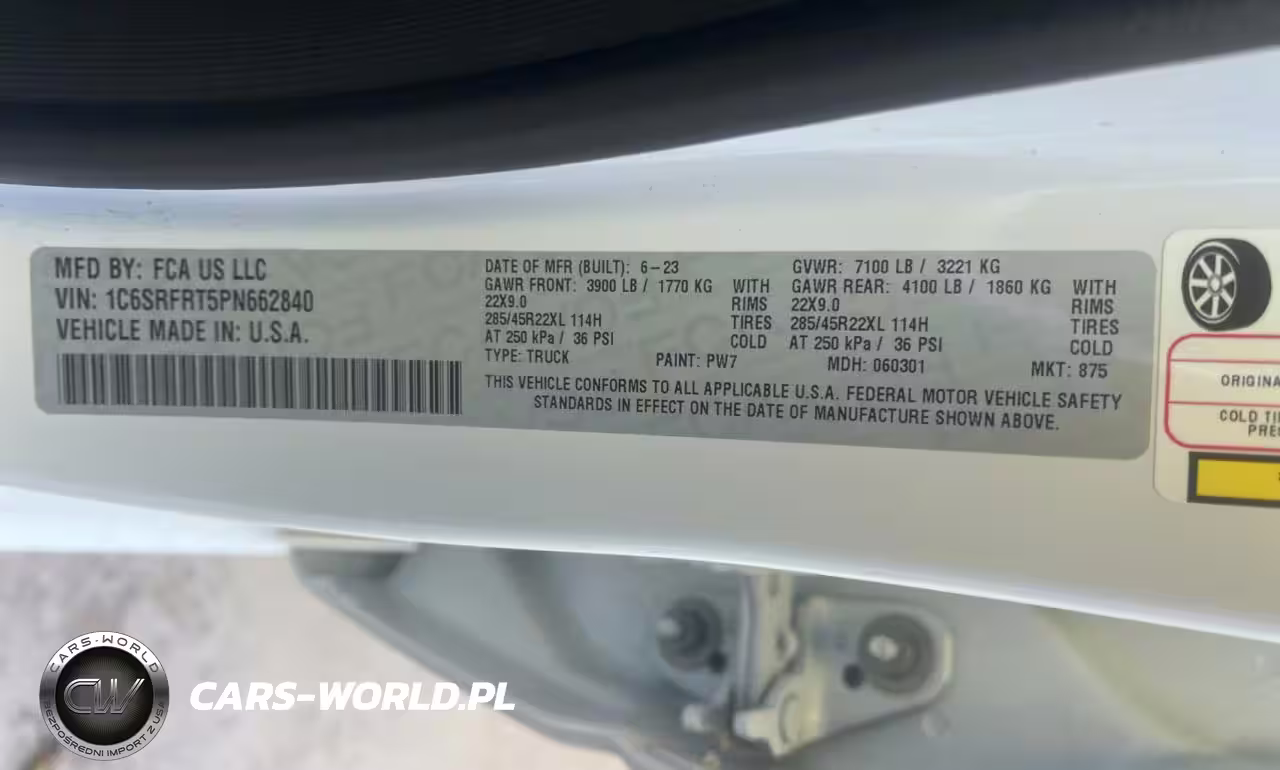 MFD BY: FCA US LLC
VIN: 1C6SRFRT5PN662840
VEHICLE MADE IN: U.S.A.
DATE OF MFR (BUILT): 6-23
GAWR FRONT: 3900 LB / 1770 KG WITH
22X9.0 RIMS
285/45R22XL 114H TIRES
AT 250 kPa / 36 PSI COLD
TYPE: TRUCK PAINT: PW7
GVWR: 7100 LB / 3221 KG
GAWR REAR: 4100 LB / 1860 KG WITH
22X9.0 RIMS
285/45R22XL 114H TIRES
AT 250 kPa / 36 PSI COLD
MDH: 060301 MKT: 875
THIS VEHICLE CONFORMS TO ALL APPLICABLE U.S.A. FEDERAL MOTOR VEHICLE SAFETY
STANDARDS IN EFFECT ON THE DATE OF MANUFACTURE SHOWN ABOVE.
ORIGINA
COLD TI
PRES
CARS-WORLD
CW
BEZPOŚREDNI IMPORT Z USA
CARS-WORLD.PL